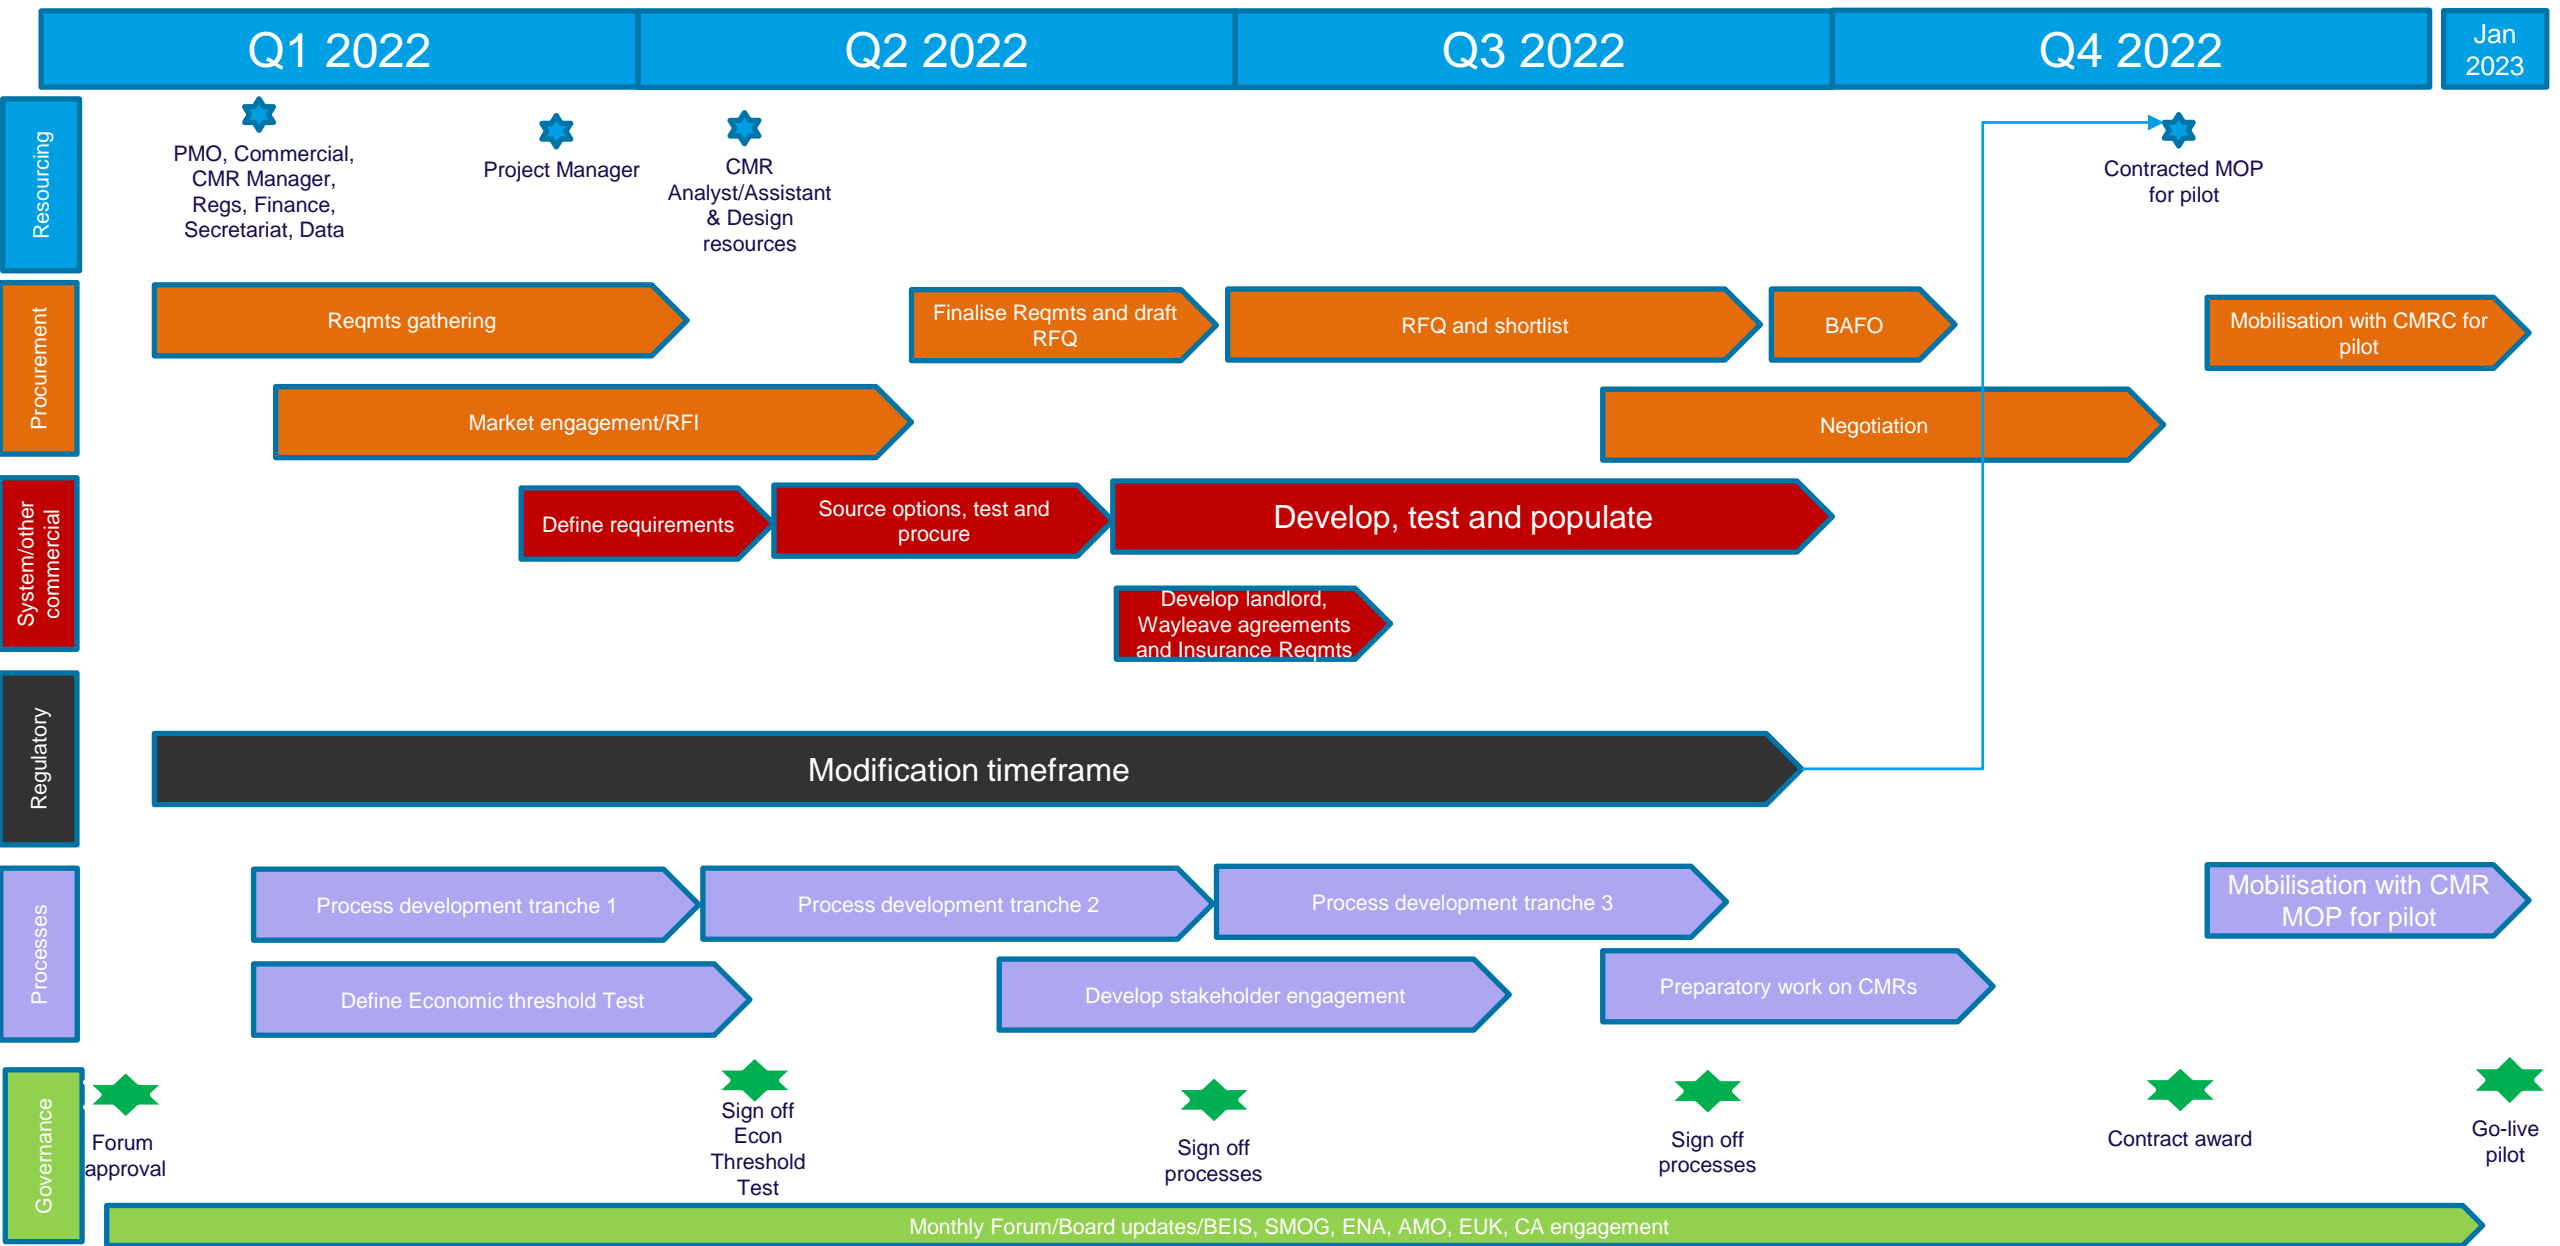 Q1 2022
Q2 2022
Q3 2022
Q4 2022
Jan
2023
Resourcing
PMO, Commercial,
CMR Manager,
Regs, Finance,
Secretariat, Data
Project Manager
CMR
Analyst/Assistant
& Design
resources
Contracted MOP
for pilot
Procurement
Reqmts gathering
Finalise Reqmts and draft
RFQ
RFQ and shortlist
BAFO
Mobilisation with CMRC for
pilot
Market engagement/RFI
Negotiation
System/other
commercial
Define requirements
Source options, test and
procure
Develop, test and populate
Develop landlord,
Wayleave agreements
and Insurance Reqmts
Regulatory
Modification timeframe
Processes
Process development tranche 1
Process development tranche 2
Process development tranche 3
Mobilisation with CMR
MOP for pilot
Define Economic threshold Test
Develop stakeholder engagement
Preparatory work on CMRs
Governance
Forum
approval
Sign off
Econ
Threshold
Test
Sign off
processes
Sign off
processes
Contract award
Go-live
pilot
Monthly Forum/Board updates/BEIS, SMOG, ENA, AMO, EUK, CA engagement